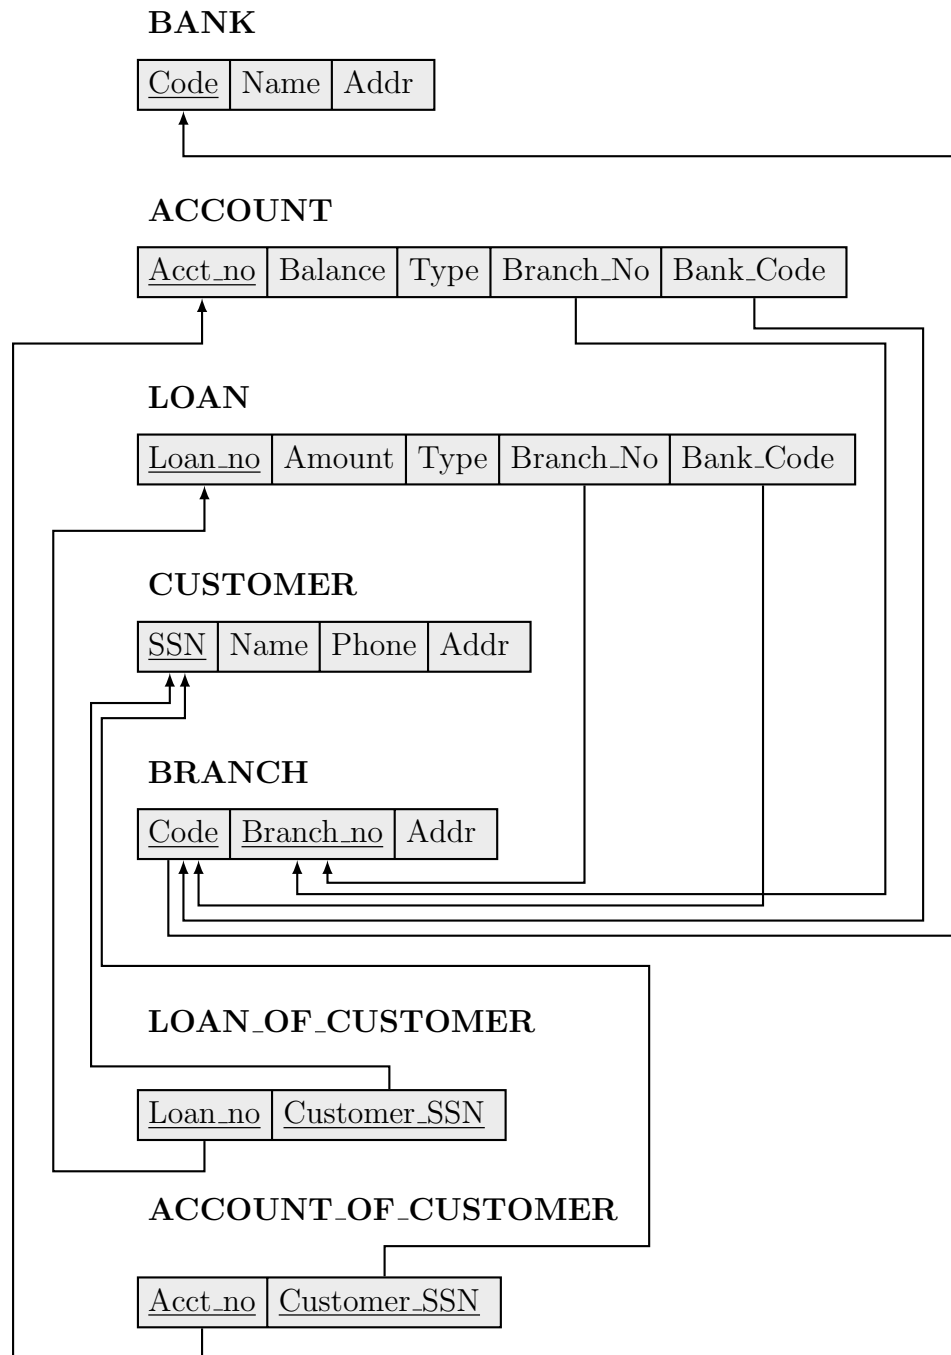 BANK
Code Name Addr
ACCOUNT
Acct_no Balance Type Branch_No Bank_Code
LOAN
Loan_no Amount Type Branch_No Bank_Code
CUSTOMER
SSN Name Phone Addr
BRANCH
Code Branch_no Addr
LOAN_OF_CUSTOMER
Loan_no Customer_SSN
ACCOUNT_OF_CUSTOMER
Acct_no Customer_SSN